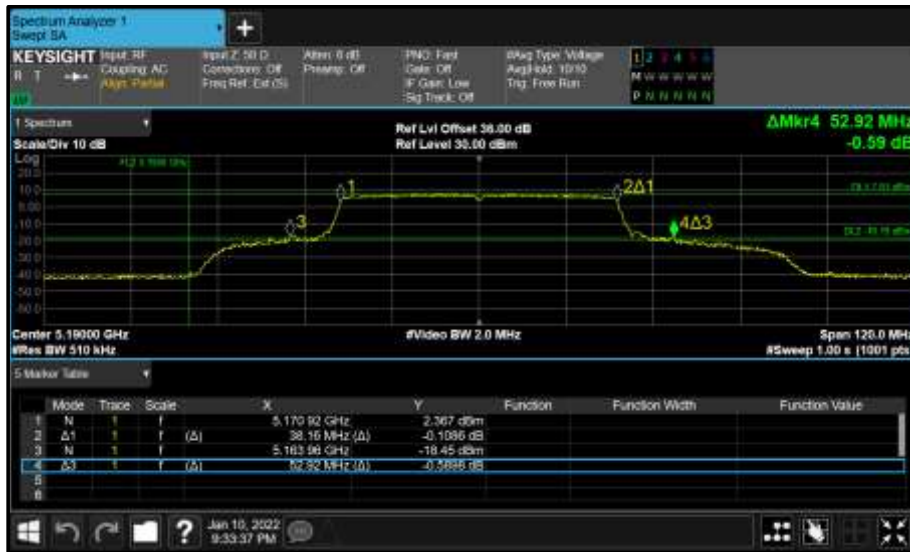 Spectrum Analyzer 1
Swept SA
KEYSIGHT
R T
Input: RF
Coupling: AC
Align: Partial
Input Z: 50 Ω
Corrections: Off
Freq Ref: Ext (S)
Atten: 6 dB
Preamp: Off
PNO: Fast
Gate: Off
IF Gain: Low
Sig Track: Off
#Avg Type: Voltage
Avg|Hold: 10/10
Trig: Free Run
1 2 3 4 5 6
M W W W W W
P N N N N N
1 Spectrum
Scale/Div 10 dB
Ref Lvl Offset 36.00 dB
Ref Level 30.00 dBm
ΔMkr4 52.92 MHz
-0.59 dB
Log
20.0
10.0
0.00
-10.0
-20.0
-30.0
-40.0
-50.0
-60.0
1
2Δ1
3
4Δ3
Center 5.19000 GHz
#Res BW 510 kHz
#Video BW 2.0 MHz
Span 120.0 MHz
#Sweep 1.00 s (1001 pts
5 Marker Table
Mode Trace Scale X Y Function Function Width Function Value
1 N 1 f 5.170 92 GHz 2.367 dBm
2 Δ1 1 f (Δ) 38.16 MHz (Δ) -0.1086 dB
3 N 1 f 5.163 96 GHz -18.45 dBm
4 Δ3 1 f (Δ) 52.92 MHz (Δ) -0.5898 dB
5
6
?
Jan 10, 2022
9:33:37 PM